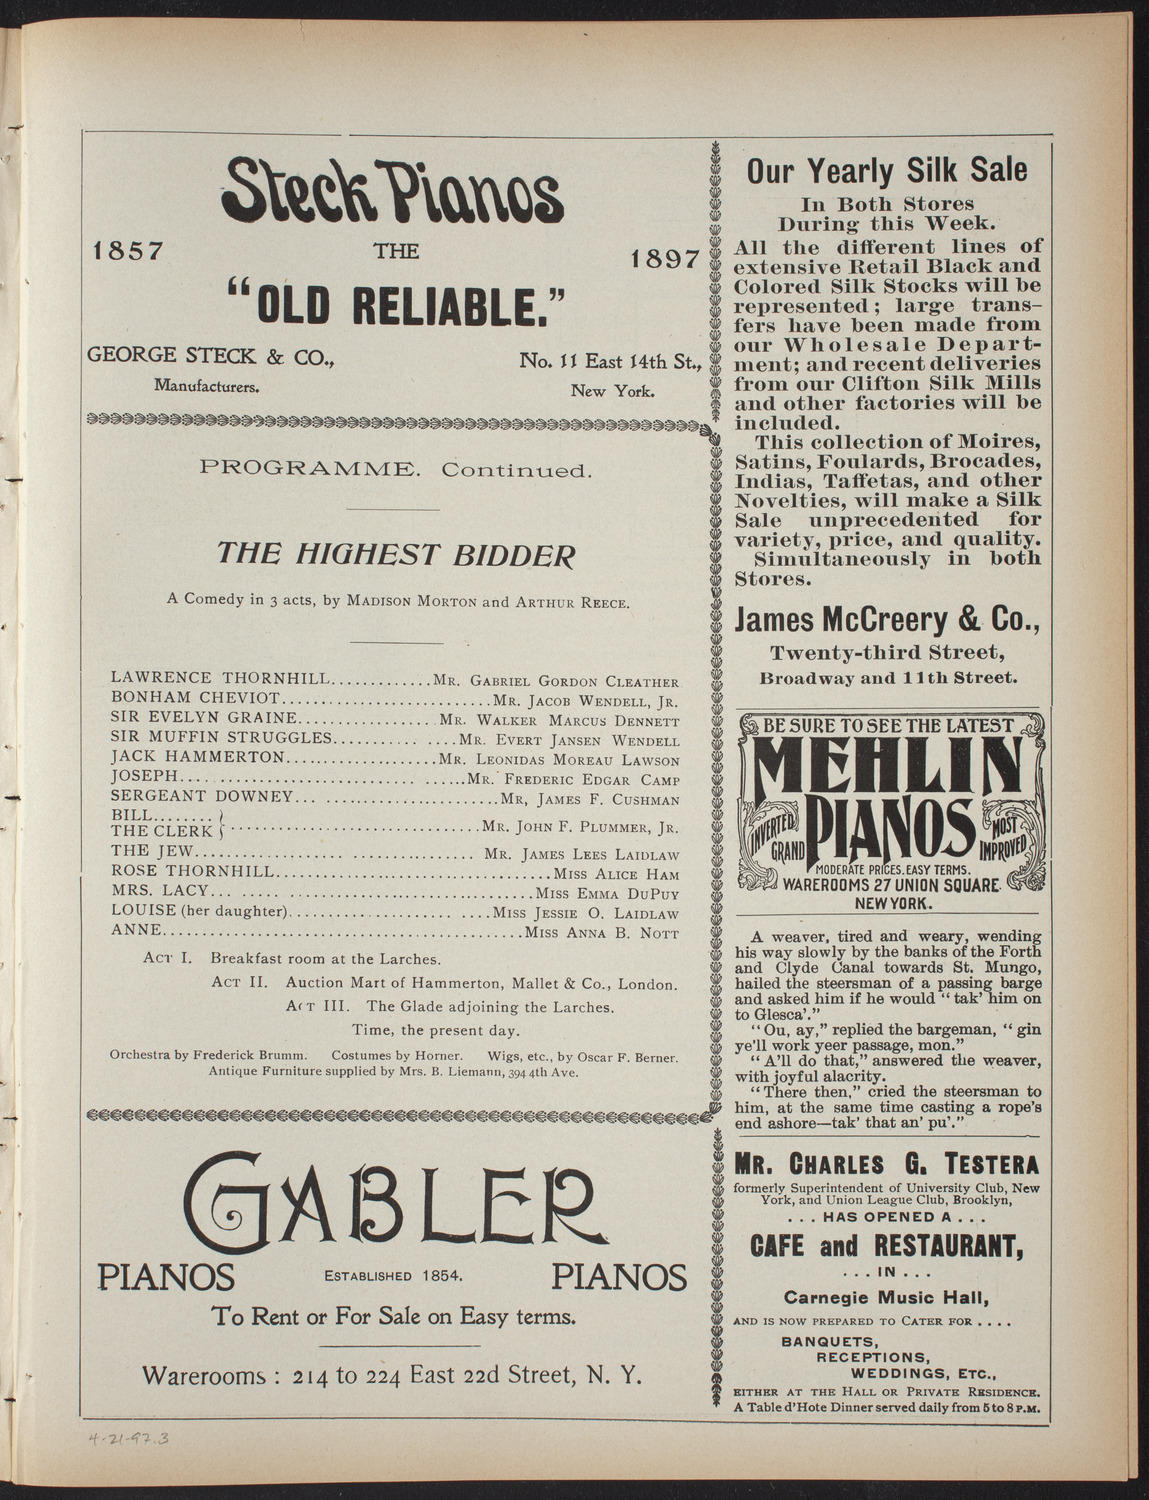 Steck Pianos
1857 THE 1897
"OLD RELIABLE."
GEORGE STECK & CO., No. 11 East 14th St.,
Manufacturers. New York.
PROGRAMME. Continued.
THE HIGHEST BIDDER
A Comedy in 3 acts, by MADISON MORTON and ARTHUR REECE.
LAWRENCE THORNHILL.............MR. GABRIEL GORDON CLEATHER
BONHAM CHEVIOT...........................MR. JACOB WENDELL, JR.
SIR EVELYN GRAINE..................MR. WALKER MARCUS DENNETT
SIR MUFFIN STRUGGLES........... ....MR. EVERT JANSEN WENDELL
JACK HAMMERTON...................MR. LEONIDAS MOREAU LAWSON
JOSEPH.... ....................................MR. FREDERIC EDGAR CAMP
SERGEANT DOWNEY... ......................MR, JAMES F. CUSHMAN
BILL........ }
THE CLERK } ................................MR. JOHN F. PLUMMER, JR.
THE JEW................... ................ MR. JAMES LEES LAIDLAW
ROSE THORNHILL...................................MISS ALICE HAM
MRS. LACY... ........................................MISS EMMA DUPUY
LOUISE (her daughter)................. ....MISS JESSIE O. LAIDLAW
ANNE..............................................MISS ANNA B. NOTT
ACT I. Breakfast room at the Larches.
ACT II. Auction Mart of Hammerton, Mallet & Co., London.
ACT III. The Glade adjoining the Larches.
Time, the present day.
Orchestra by Frederick Brumm. Costumes by Horner. Wigs, etc., by Oscar F. Berner.
Antique Furniture supplied by Mrs. B. Liemann, 394 4th Ave.
GABLER
PIANOS ESTABLISHED 1854. PIANOS
To Rent or For Sale on Easy terms.
Warerooms : 214 to 224 East 22d Street, N. Y.
Our Yearly Silk Sale
In Both Stores
During this Week.
All the different lines of
extensive Retail Black and
Colored Silk Stocks will be
represented; large trans-
fers have been made from
our Wholesale Depart-
ment; and recent deliveries
from our Clifton Silk Mills
and other factories will be
included.
This collection of Moires,
Satins, Foulards, Brocades,
Indias, Taffetas, and other
Novelties, will make a Silk
Sale unprecedented for
variety, price, and quality.
Simultaneously in both
Stores.
James McCreery & Co.,
Twenty-third Street,
Broadway and 11th Street.
BE SURE TO SEE THE LATEST
MEHLIN
PIANOS
INVERTED GRAND
MOST IMPROVED
MODERATE PRICES. EASY TERMS.
WAREROOMS 27 UNION SQUARE
NEW YORK.
A weaver, tired and weary, wending
his way slowly by the banks of the Forth
and Clyde Canal towards St. Mungo,
hailed the steersman of a passing barge
and asked him if he would "tak' him on
to Glesca'."
"Ou, ay," replied the bargeman, "gin
ye'll work yeer passage, mon."
"A'll do that," answered the weaver,
with joyful alacrity.
"There then," cried the steersman to
him, at the same time casting a rope's
end ashore—tak' that an' pu'."
MR. CHARLES G. TESTERA
formerly Superintendent of University Club, New
York, and Union League Club, Brooklyn,
... HAS OPENED A ...
CAFE and RESTAURANT,
... IN ...
Carnegie Music Hall,
AND IS NOW PREPARED TO CATER FOR ....
BANQUETS,
RECEPTIONS,
WEDDINGS, ETC.,
EITHER AT THE HALL OR PRIVATE RESIDENCE.
A Table d'Hote Dinner served daily from 5 to 8 P.M.
4-21-97.3